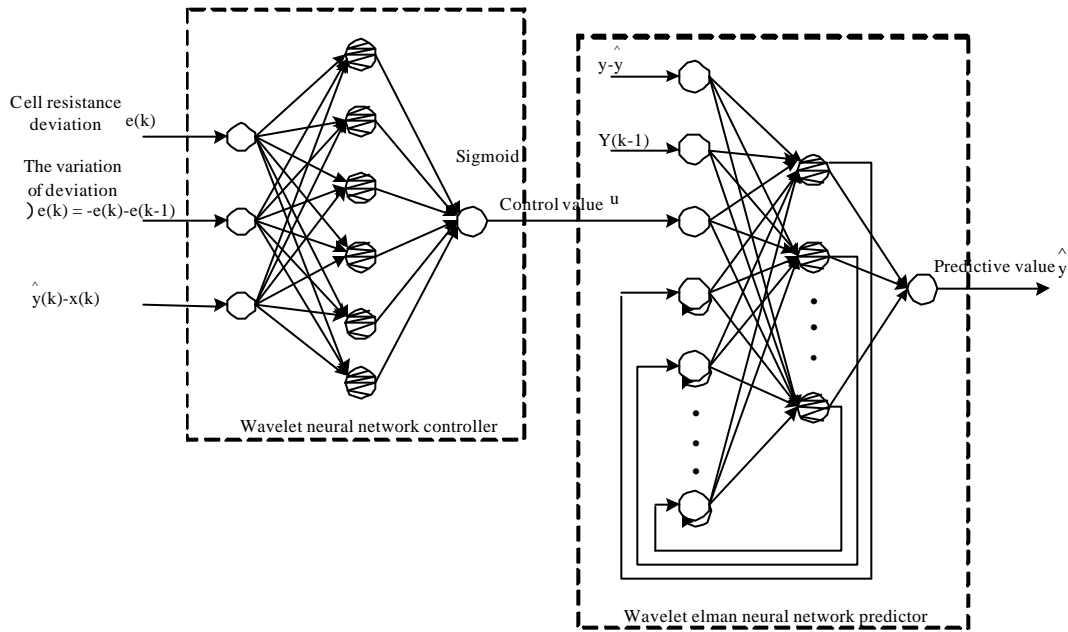 Cell resistance
deviation e(k)
The variation
of deviation
) e(k) = -e(k)-e(k-1)
^
y(k)-x(k)
Sigmoid
Control value u
Wavelet neural network controller
^
y-y
Y(k-1)
^
Predictive value y
Wavelet elman neural network predictor